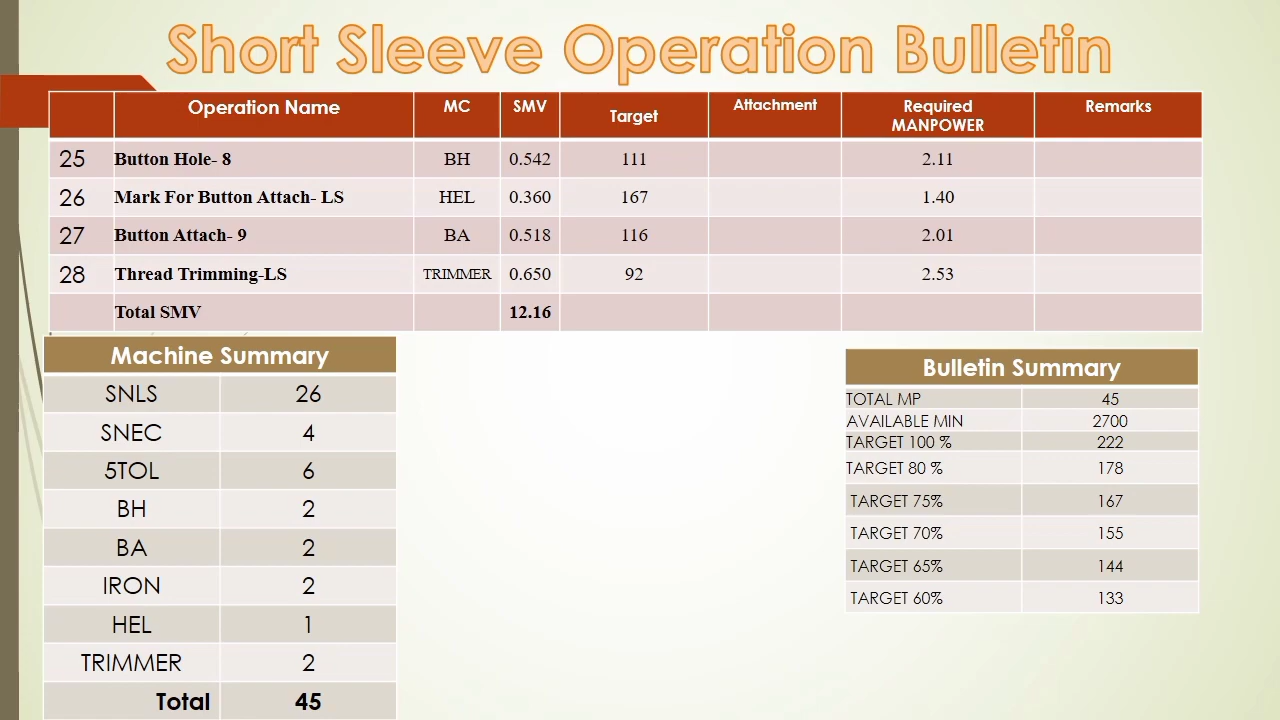 Short Sleeve Operation Bulletin
Operation Name MC SMV Target Attachment Required MANPOWER Remarks
25 Button Hole- 8 BH 0.542 111 2.11
26 Mark For Button Attach- LS HEL 0.360 167 1.40
27 Button Attach- 9 BA 0.518 116 2.01
28 Thread Trimming-LS TRIMMER 0.650 92 2.53
Total SMV 12.16
Machine Summary
SNLS 26
SNEC 4
5TOL 6
BH 2
BA 2
IRON 2
HEL 1
TRIMMER 2
Total 45
Bulletin Summary
TOTAL MP 45
AVAILABLE MIN 2700
TARGET 100 % 222
TARGET 80 % 178
TARGET 75% 167
TARGET 70% 155
TARGET 65% 144
TARGET 60% 133